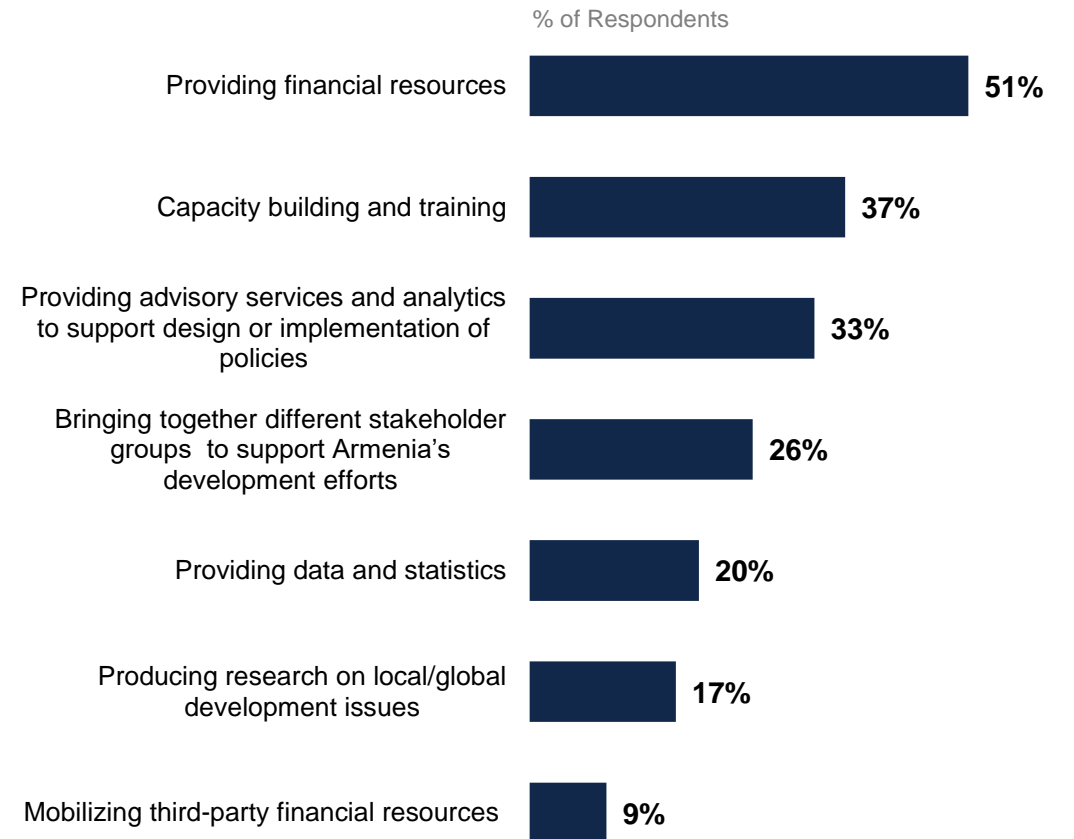 % of Respondents
Providing financial resources
51%
Capacity building and training
37%
Providing advisory services and analytics
to support design or implementation of
policies
33%
Bringing together different stakeholder
groups  to support Armenia’s
development efforts
26%
Providing data and statistics
20%
Producing research on local/global
development issues
17%
Mobilizing third-party financial resources
9%